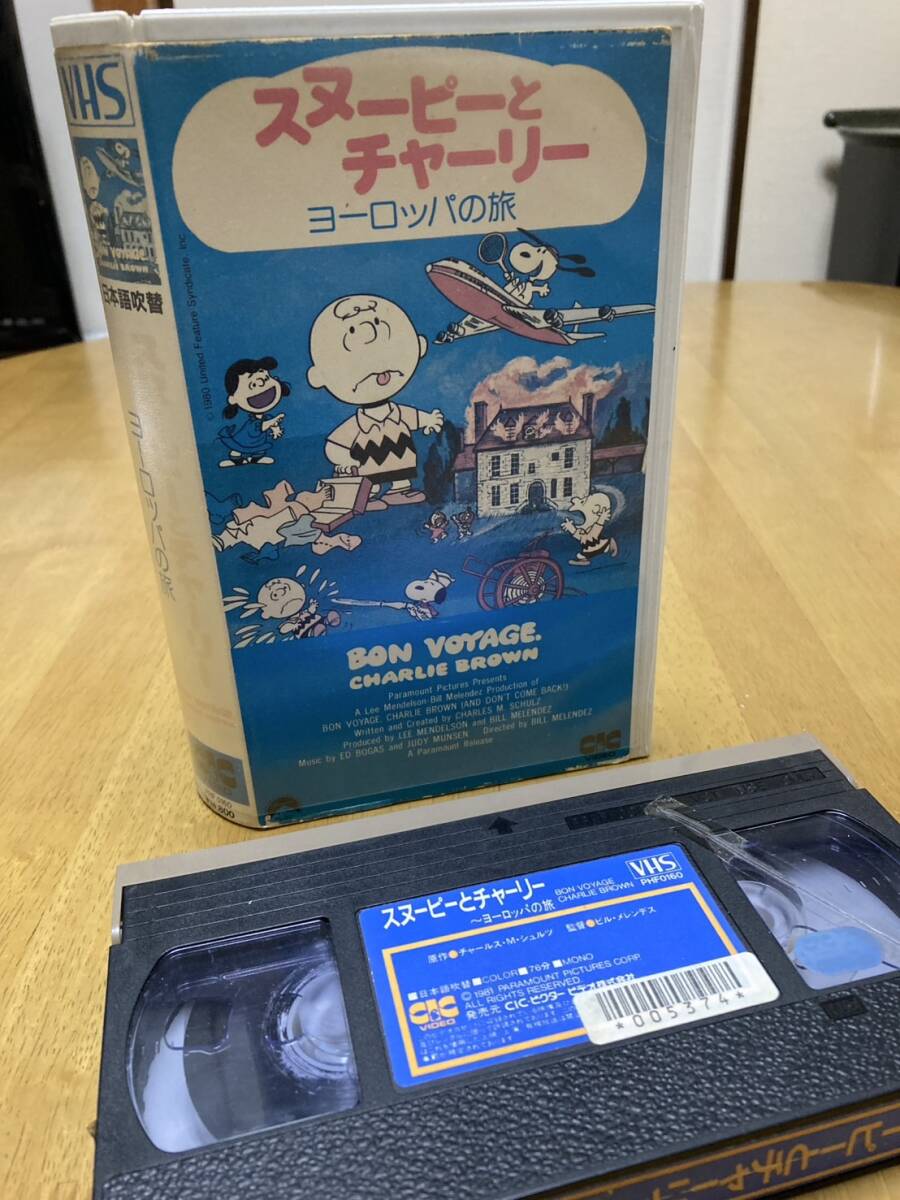 VHS
VOYAGE
BROWN
日本語吹替
ヨーロッパの旅
CIC
スヌーピーと
チャーリー
ヨーロッパの旅
© 1980 United Feature Syndicate, Inc
BON VOYAGE.
CHARLIE BROWN
Paramount Pictures Presents
A Lee Mendelson-Bill Melendez Production of
BON VOYAGE, CHARLIE BROWN (AND DON'T COME BACK!)
Written and Created by CHARLES M. SCHULZ
Produced by LEE MENDELSON and BILL MELENDEZ
Music by ED BOGAS and JUDY MUNSEN Directed by BILL MELENDEZ
A Paramount Release
CIC
VIDEO
スヌーピーとチャーリー
〜ヨーロッパの旅
BON VOYAGE
CHARLIE BROWN
VHS
PHF0160
原作●チャールス・M・シュルツ 監督●ビル・メレンデス
■日本語吹替■COLOR■76分■MONO
© 1981 PARAMOUNT PICTURES CORP.
ALL RIGHTS RESERVED
発売元 CIC・ビクター ビデオ株式会社
CIC
VIDEO
*005374*